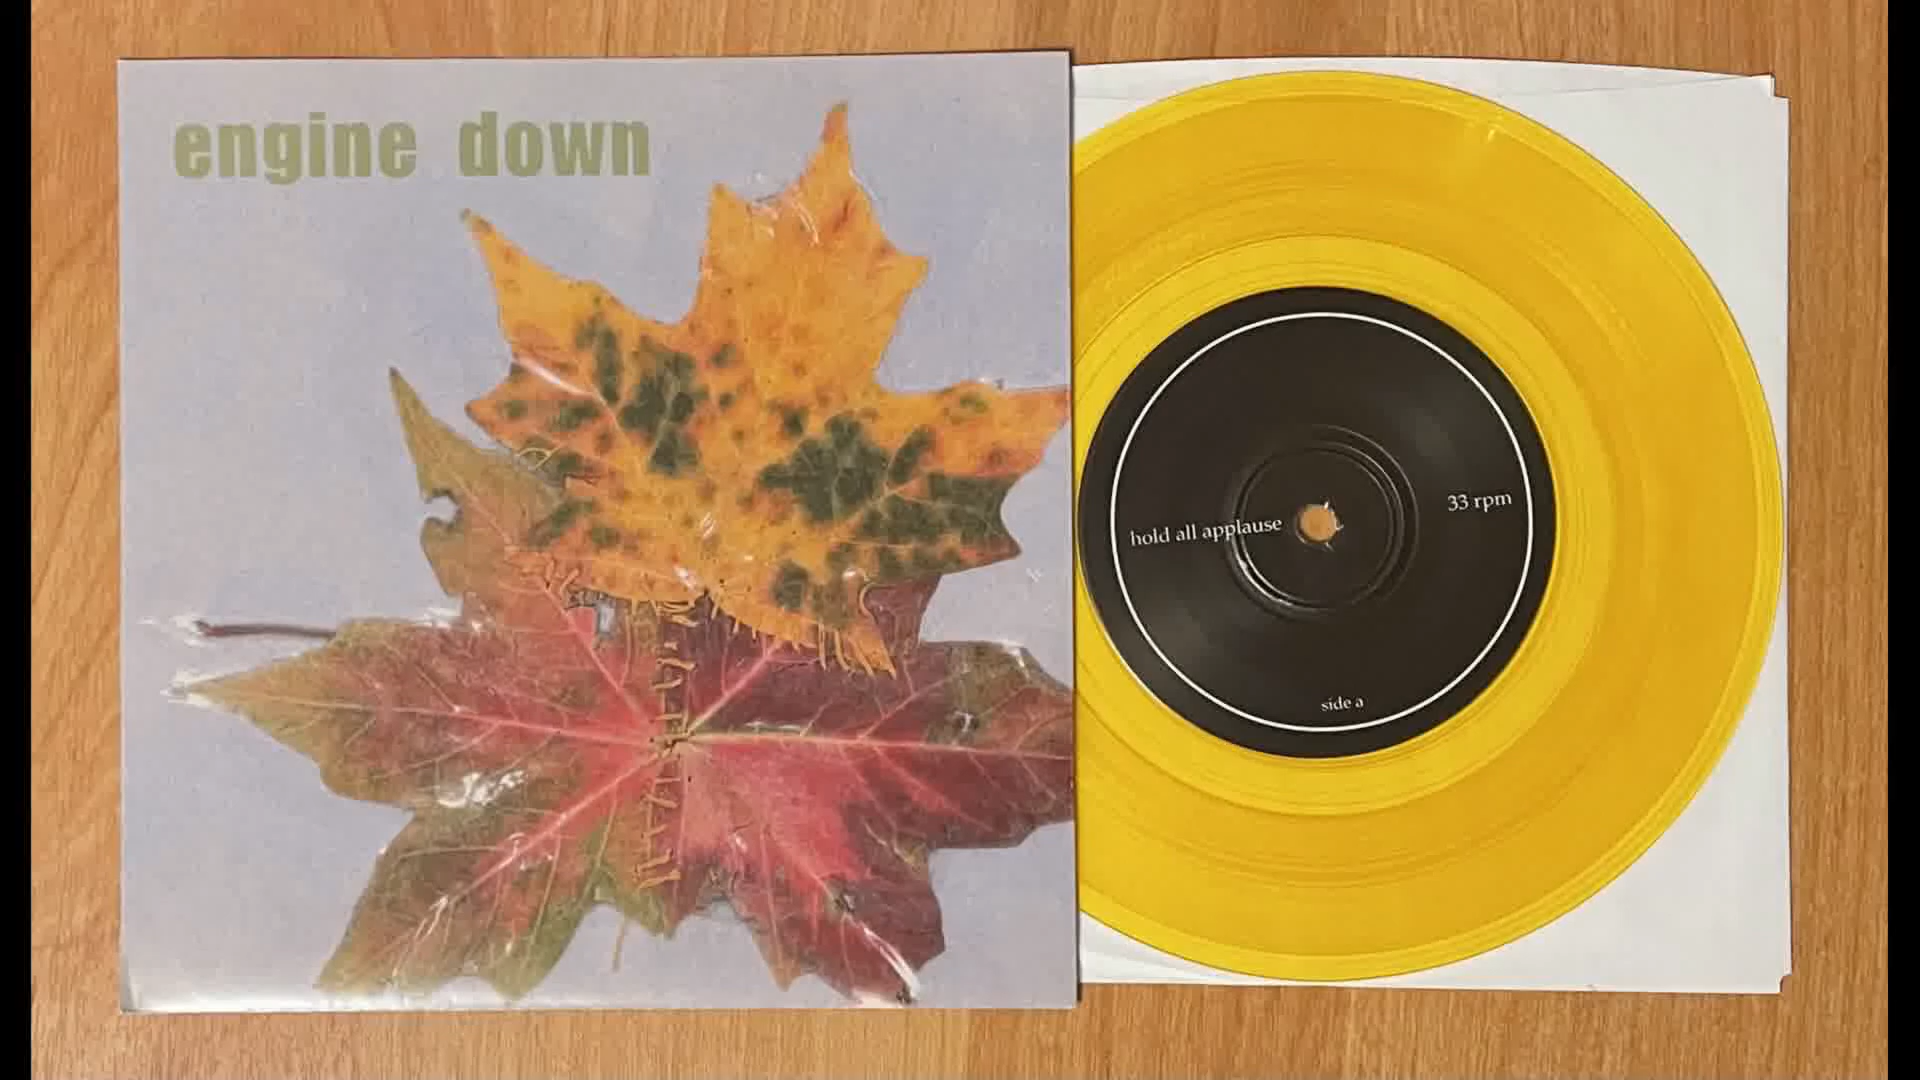 engine down
hold all applause
33 rpm
side a